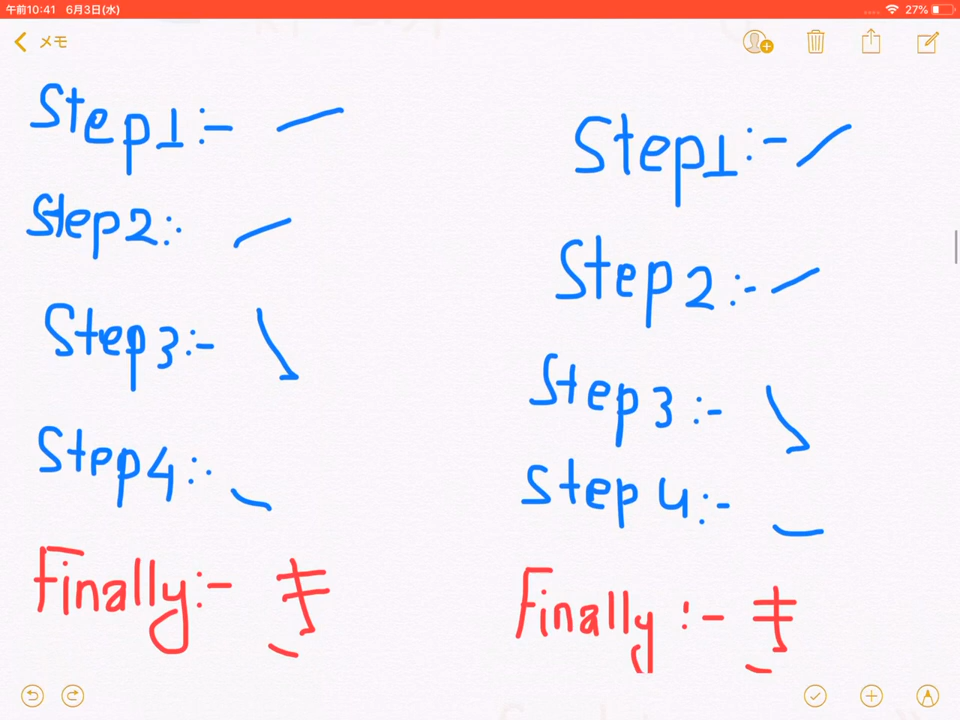 午前10:41 6月3日(水)
27%
メモ
Step1:-
Step2:-
Step3:-
Step4:-
Finally:- き
Step1:-
Step2:-
Step3:-
Step4:-
Finally:- き